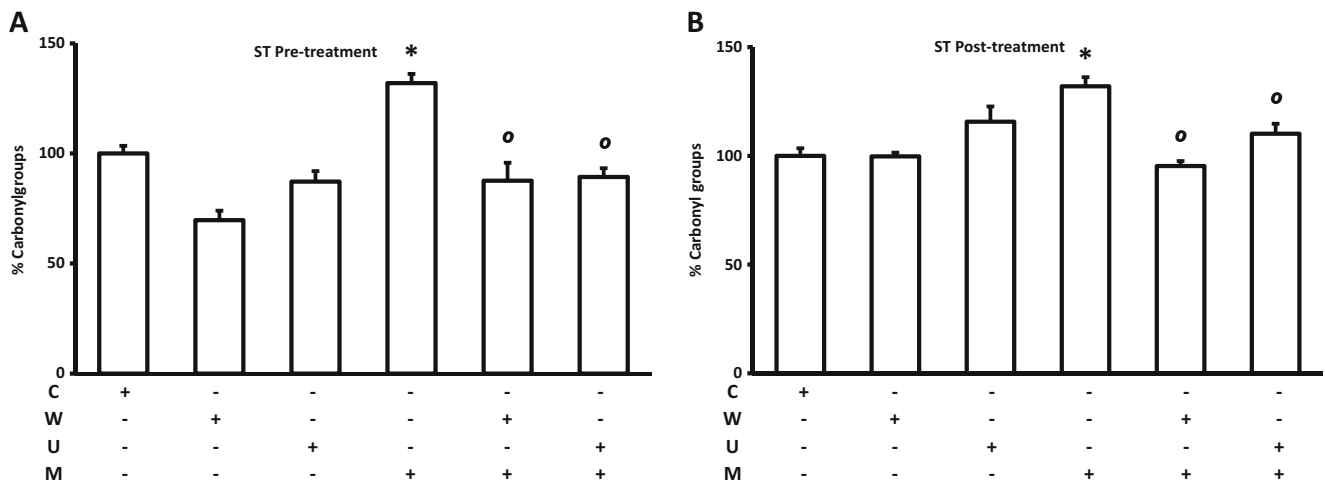 A
150
ST Pre-treatment
*
o
o
100
50
0
% Carbonylgroups
C + - - - - -
W - + - - + -
U - - + - - +
M - - - + + +
B
150
ST Post-treatment
*
o
o
100
50
0
% Carbonyl groups
C + - - - - -
W - + - - + -
U - - + - - +
M - - - + + +